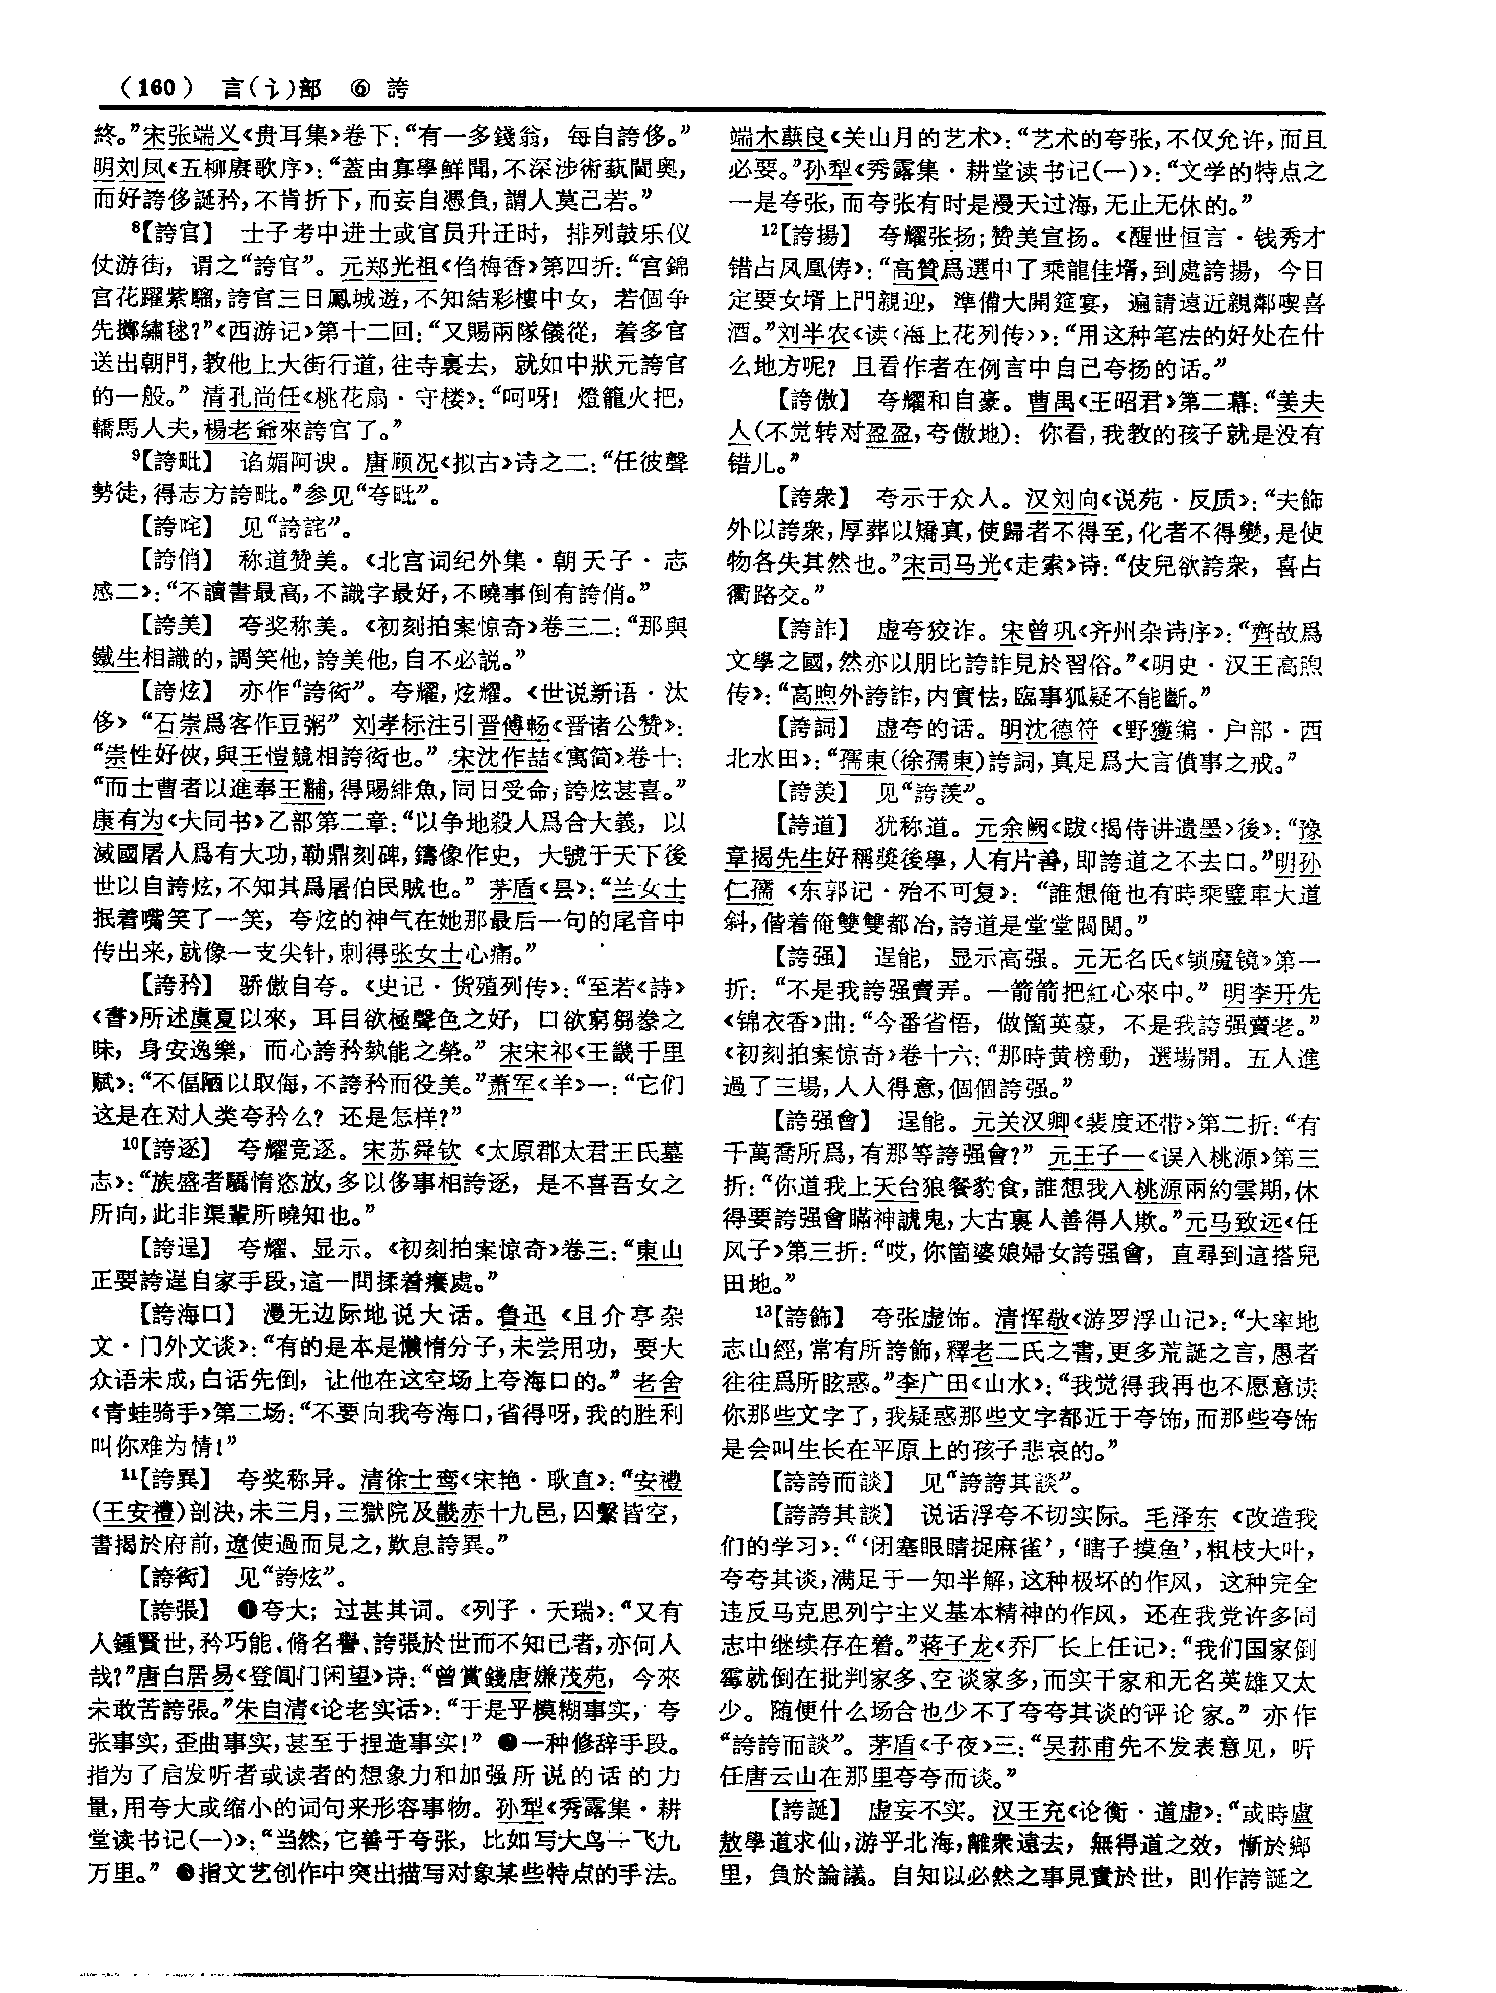 （160） 言(讠)部 ⑥ 誇
終。”宋张端义《贵耳集》卷下：“有一多錢翁，每自誇侈。”
明刘凤《五柳赓歌序》：“蓋由寡學鮮聞，不深涉術蓺閫奥，
而好誇侈誕矜，不肯折下，而妄自憑負，謂人莫己若。”
8【誇官】 士子考中进士或官员升迁时，排列鼓乐仪
仗游街，谓之“誇官”。元郑光祖《㑇梅香》第四折：“宫錦
宫花躍紫騮，誇官三日鳳城遊，不知結彩樓中女，若個争
先擲繡毬？”《西游记》第十二回：“又賜兩隊儀從，着多官
送出朝門，教他上大街行道，往寺裏去，就如中狀元誇官
的一般。”清孔尚任《桃花扇·守楼》：“呵呀！燈籠火把，
轎馬人夫，楊老爺來誇官了。”
9【誇毗】 谄媚阿谀。唐顾况《拟古》诗之二：“任彼聲
勢徒，得志方誇毗。”参见“夸毗”。
【誇咤】 见“誇詫”。
【誇俏】 称道赞美。《北宫词纪外集·朝天子·志
感二》：“不讀書最高，不識字最好，不曉事倒有誇俏。”
【誇美】 夸奖称美。《初刻拍案惊奇》卷三二：“那與
鐵生相識的，調笑他，誇美他，自不必説。”
【誇炫】 亦作“誇衒”。夸耀，炫耀。《世说新语·汰
侈》“石崇爲客作豆粥”刘孝标注引晋傅畅《晋诸公赞》：
“崇性好俠，與王愷競相誇衒也。”宋沈作喆《寓简》卷十：
“而士曹者以進奉王黼，得賜緋魚，同日受命，誇炫甚喜。”
康有为《大同书》乙部第二章：“以争地殺人爲合大義，以
滅國屠人爲有大功，勒鼎刻碑，鑄像作史，大號于天下後
世以自誇炫，不知其爲屠伯民賊也。”茅盾《昙》：“兰女士
抿着嘴笑了一笑，夸炫的神气在她那最后一句的尾音中
传出来，就像一支尖针，刺得张女士心痛。”
【誇矜】 骄傲自夸。《史记·货殖列传》：“至若《詩》
《書》所述虞夏以來，耳目欲極聲色之好，口欲窮芻豢之
味，身安逸樂，而心誇矜埶能之榮。”宋宋祁《王畿千里
赋》：“不偪陋以取侮，不誇矜而役美。”萧军《羊》一：“它们
这是在对人类夸矜么？还是怎样？”
10【誇逐】 夸耀竞逐。宋苏舜钦《太原郡太君王氏墓
志》：“族盛者驕惰恣放，多以侈事相誇逐，是不喜吾女之
所向，此非渠輩所曉知也。”
【誇逞】 夸耀、显示。《初刻拍案惊奇》卷三：“東山
正要誇逞自家手段，這一問揉着癢處。”
【誇海口】 漫无边际地说大话。鲁迅《且介亭杂
文·门外文谈》：“有的是本是懒惰分子，未尝用功，要大
众语未成，白话先倒，让他在这空场上夸海口的。”老舍
《青蛙骑手》第二场：“不要向我夸海口，省得呀，我的胜利
叫你难为情！”
11【誇異】 夸奖称异。清徐士鸾《宋艳·耿直》：“安禮
（王安禮）剖决，未三月，三獄院及畿赤十九邑，囚繫皆空，
書揭於府前，遼使過而見之，歎息誇異。”
【誇衒】 见“誇炫”。
【誇張】 ❶夸大；过甚其词。《列子·天瑞》：“又有
人鍾賢世，矜巧能、脩名譽、誇張於世而不知己者，亦何人
哉？”唐白居易《登阊门闲望》诗：“曾賞錢唐嫌茂苑，今來
未敢苦誇張。”朱自清《论老实话》：“于是乎模糊事实，夸
张事实，歪曲事实，甚至于捏造事实！”❷一种修辞手段。
指为了启发听者或读者的想象力和加强所说的话的力
量，用夸大或缩小的词句来形容事物。孙犁《秀露集·耕
堂读书记(一)》：“当然，它善于夸张，比如写大鸟一飞九
万里。”❸指文艺创作中突出描写对象某些特点的手法。
端木蕻良《关山月的艺术》：“艺术的夸张，不仅允许，而且
必要。”孙犁《秀露集·耕堂读书记(一)》：“文学的特点之
一是夸张，而夸张有时是漫天过海，无止无休的。”
12【誇揚】 夸耀张扬；赞美宣扬。《醒世恒言·钱秀才
错占凤凰俦》：“高贊爲選中了乘龍佳壻，到處誇揚，今日
定要女壻上門親迎，準備大開筵宴，遍請遠近親鄰喫喜
酒。”刘半农《读〈海上花列传〉》：“用这种笔法的好处在什
么地方呢？且看作者在例言中自己夸扬的话。”
【誇傲】 夸耀和自豪。曹禺《王昭君》第二幕：“姜夫
人（不觉转对盈盈，夸傲地）：你看，我教的孩子就是没有
错儿。”
【誇衆】 夸示于众人。汉刘向《说苑·反质》：“夫飾
外以誇衆，厚葬以矯真，使歸者不得至，化者不得變，是使
物各失其然也。”宋司马光《走索》诗：“伎兒欲誇衆，喜占
衢路交。”
【誇詐】 虚夸狡诈。宋曾巩《齐州杂诗序》：“齊故爲
文學之國，然亦以朋比誇詐見於習俗。”《明史·汉王高煦
传》：“高煦外誇詐，内實怯，臨事狐疑不能斷。”
【誇詞】 虚夸的话。明沈德符《野獲编·户部·西
北水田》：“孺東（徐孺東）誇詞，真足爲大言僨事之戒。”
【誇羨】 见“誇羡”。
【誇道】 犹称道。元余阙《跋〈揭侍讲遗墨〉後》：“豫
章揭先生好稱獎後學，人有片善，即誇道之不去口。”明孙
仁孺《东郭记·殆不可复》：“誰想俺也有時乘璧車大道
斜，偕着俺雙雙都冶，誇道是堂堂閥閱。”
【誇强】 逞能，显示高强。元无名氏《锁魔镜》第一
折：“不是我誇强賣弄。一箭箭把紅心來中。”明李开先
《锦衣香》曲：“今番省悟，做箇英豪，不是我誇强賣老。”
《初刻拍案惊奇》卷十六：“那時黄榜動，選場開。五人進
過了三場，人人得意，個個誇强。”
【誇强會】 逞能。元关汉卿《裴度还带》第二折：“有
千萬喬所爲，有那等誇强會？”元王子一《误入桃源》第三
折：“你道我上天台狼餐豹食，誰想我入桃源兩約雲期，休
得要誇强會瞞神諕鬼，大古裏人善得人欺。”元马致远《任
风子》第三折：“哎，你箇婆娘婦女誇强會，直尋到這搭兒
田地。”
13【誇飾】 夸张虚饰。清恽敬《游罗浮山记》：“大率地
志山經，常有所誇飾，釋老二氏之書，更多荒誕之言，愚者
往往爲所眩惑。”李广田《山水》：“我觉得我再也不愿意读
你那些文字了，我疑惑那些文字都近于夸饰，而那些夸饰
是会叫生长在平原上的孩子悲哀的。”
【誇誇而談】 见“誇誇其談”。
【誇誇其談】 说话浮夸不切实际。毛泽东《改造我
们的学习》：“‘闭塞眼睛捉麻雀’，‘瞎子摸鱼’，粗枝大叶，
夸夸其谈，满足于一知半解，这种极坏的作风，这种完全
违反马克思列宁主义基本精神的作风，还在我党许多同
志中继续存在着。”蒋子龙《乔厂长上任记》：“我们国家倒
霉就倒在批判家多、空谈家多，而实干家和无名英雄又太
少。随便什么场合也少不了夸夸其谈的评论家。”亦作
“誇誇而談”。茅盾《子夜》三：“吴荪甫先不发表意见，听
任唐云山在那里夸夸而谈。”
【誇誕】 虚妄不实。汉王充《论衡·道虚》：“或時盧
敖學道求仙，游乎北海，離衆遠去，無得道之效，慚於鄉
里，負於論議。自知以必然之事見責於世，則作誇誕之